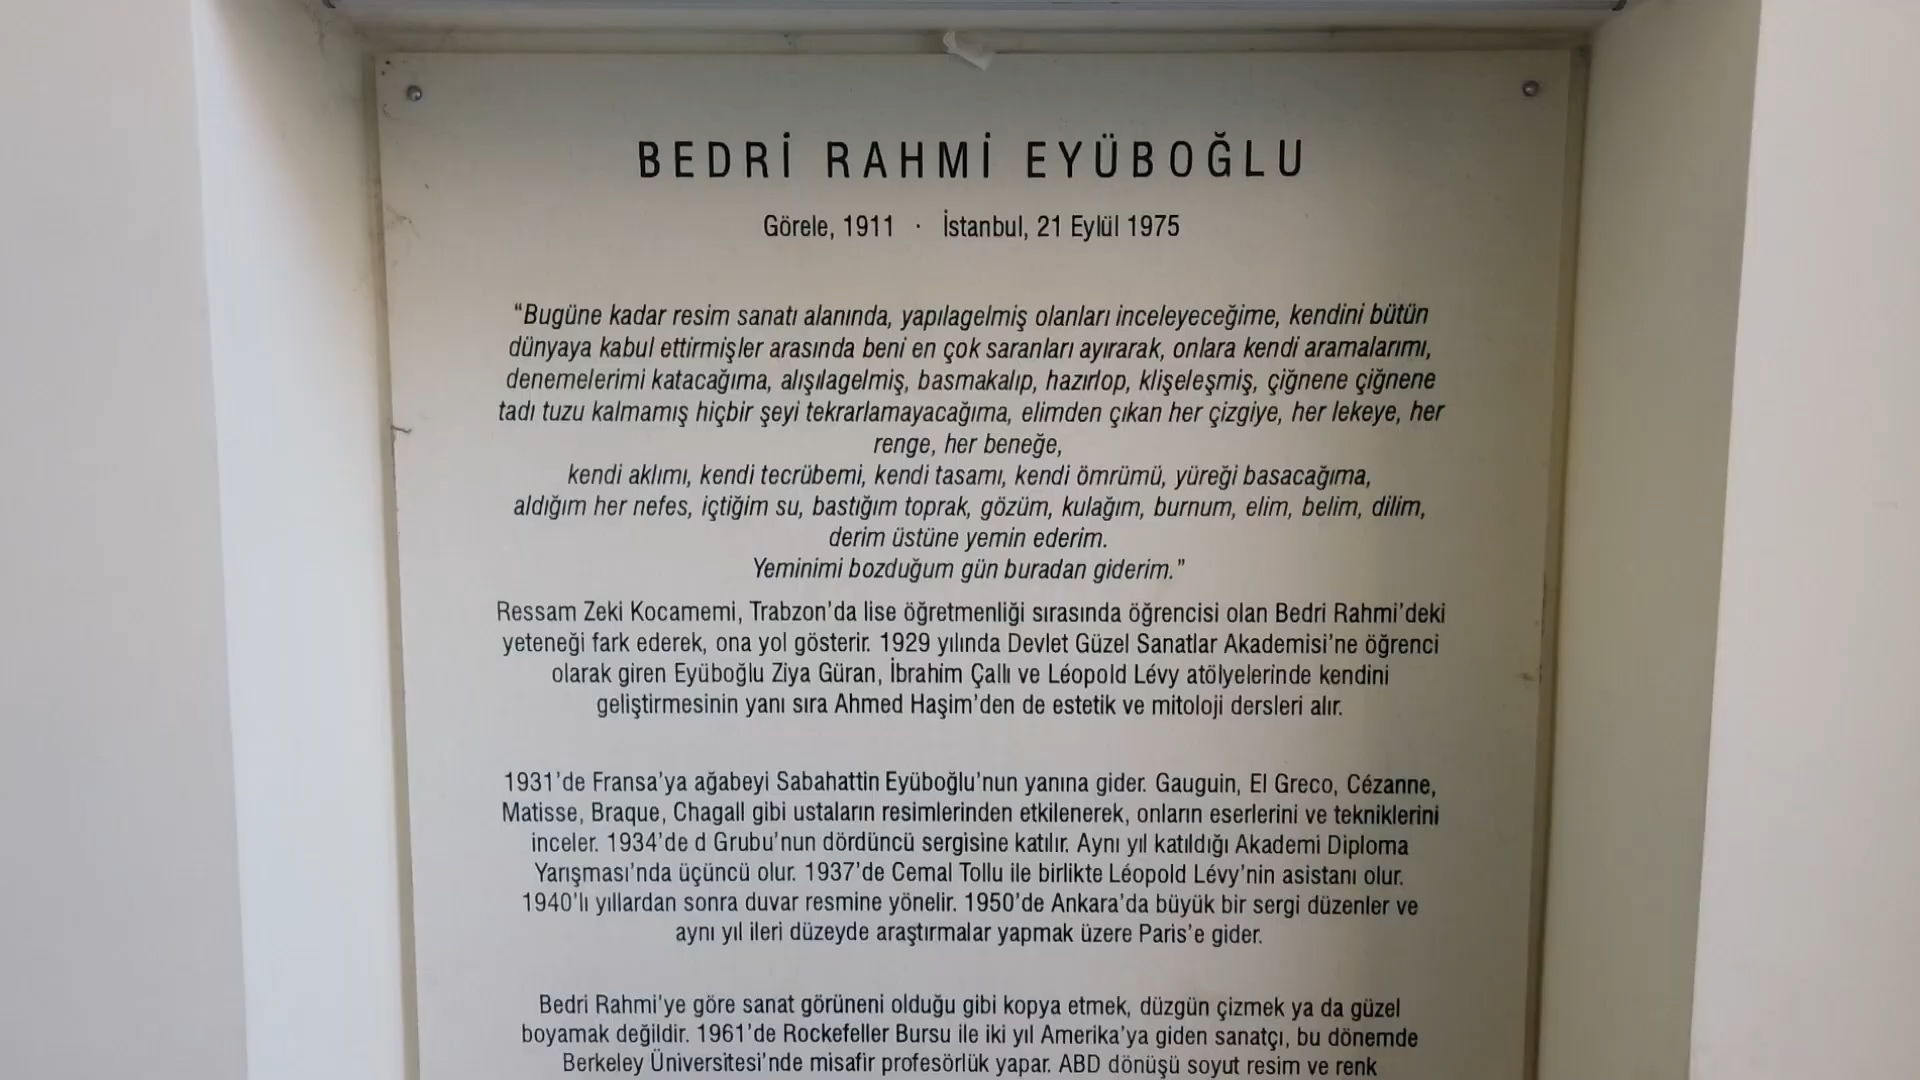 BEDRİ RAHMİ EYÜBOĞLU
Görele, 1911 · İstanbul, 21 Eylül 1975
“Bugüne kadar resim sanatı alanında, yapılagelmiş olanları inceleyeceğime, kendini bütün
dünyaya kabul ettirmişler arasında beni en çok saranları ayırarak, onlara kendi aramalarımı,
denemelerimi katacağıma, alışılagelmiş, basmakalıp, hazırlop, klişeleşmiş, çiğnene çiğnene
tadı tuzu kalmamış hiçbir şeyi tekrarlamayacağıma, elimden çıkan her çizgiye, her lekeye, her
renge, her beneğe,
kendi aklımı, kendi tecrübemi, kendi tasamı, kendi ömrümü, yüreği basacağıma,
aldığım her nefes, içtiğim su, bastığım toprak, gözüm, kulağım, burnum, elim, belim, dilim,
derim üstüne yemin ederim.
Yeminimi bozduğum gün buradan giderim.”
Ressam Zeki Kocamemi, Trabzon’da lise öğretmenliği sırasında öğrencisi olan Bedri Rahmi’deki
yeteneği fark ederek, ona yol gösterir. 1929 yılında Devlet Güzel Sanatlar Akademisi’ne öğrenci
olarak giren Eyüboğlu Ziya Güran, İbrahim Çallı ve Léopold Lévy atölyelerinde kendini
geliştirmesinin yanı sıra Ahmed Haşim’den de estetik ve mitoloji dersleri alır.
1931’de Fransa’ya ağabeyi Sabahattin Eyüboğlu’nun yanına gider. Gauguin, El Greco, Cézanne,
Matisse, Braque, Chagall gibi ustaların resimlerinden etkilenerek, onların eserlerini ve tekniklerini
inceler. 1934’de d Grubu’nun dördüncü sergisine katılır. Aynı yıl katıldığı Akademi Diploma
Yarışması’nda üçüncü olur. 1937’de Cemal Tollu ile birlikte Léopold Lévy’nin asistanı olur.
1940’lı yıllardan sonra duvar resmine yönelir. 1950’de Ankara’da büyük bir sergi düzenler ve
aynı yıl ileri düzeyde araştırmalar yapmak üzere Paris’e gider.
Bedri Rahmi’ye göre sanat görüneni olduğu gibi kopya etmek, düzgün çizmek ya da güzel
boyamak değildir. 1961’de Rockefeller Bursu ile iki yıl Amerika’ya giden sanatçı, bu dönemde
Berkeley Üniversitesi’nde misafir profesörlük yapar. ABD dönüşü soyut resim ve renk